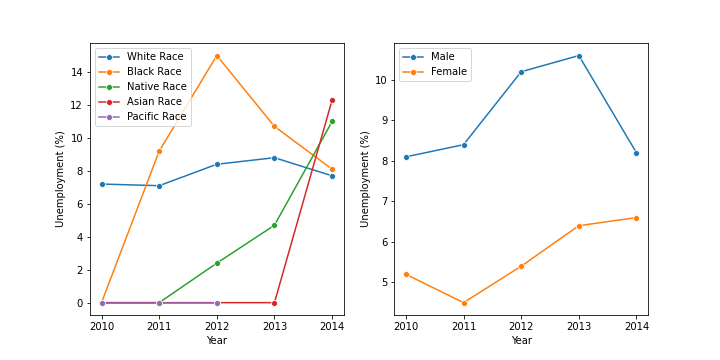 White Race
Black Race
Native Race
Asian Race
Pacific Race
14
12
10
8
6
4
2
0
Unemployment (%)
2010 2011 2012 2013 2014
Year
Male
Female
10
9
8
7
6
5
Unemployment (%)
2010 2011 2012 2013 2014
Year